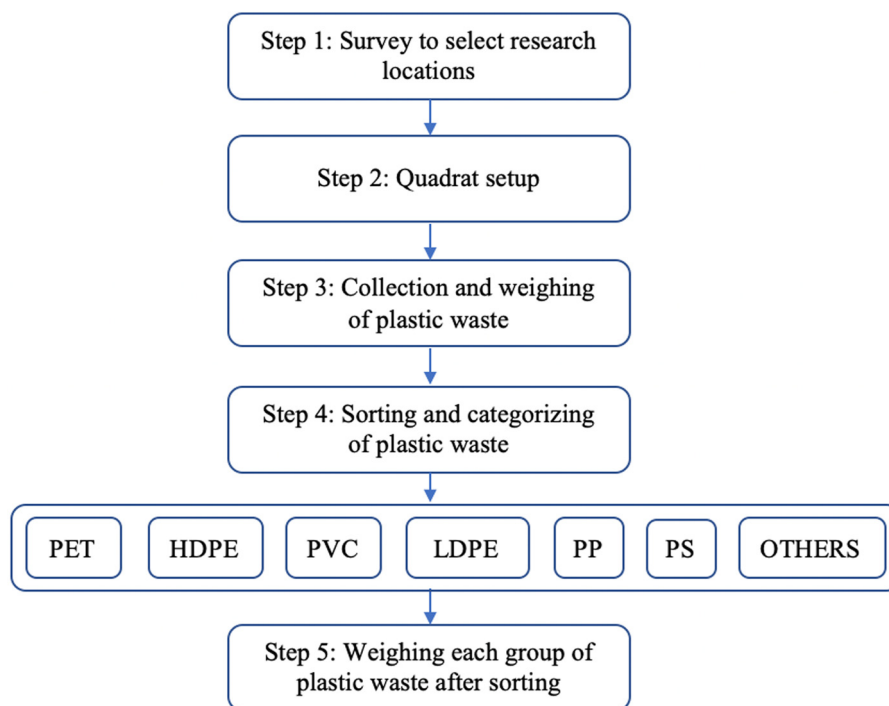 Step 1: Survey to select research
locations
Step 2: Quadrat setup
Step 3: Collection and weighing
of plastic waste
Step 4: Sorting and categorizing
of plastic waste
PET HDPE PVC LDPE PP PS OTHERS
Step 5: Weighing each group of
plastic waste after sorting